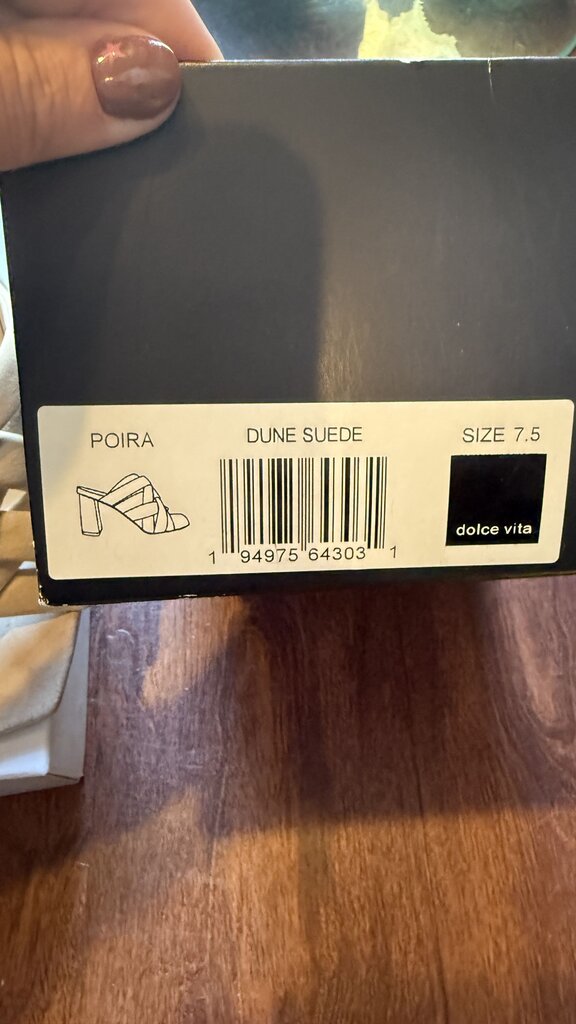 POIRA
DUNE SUEDE
SIZE 7.5
dolce vita
1 94975 64303 1